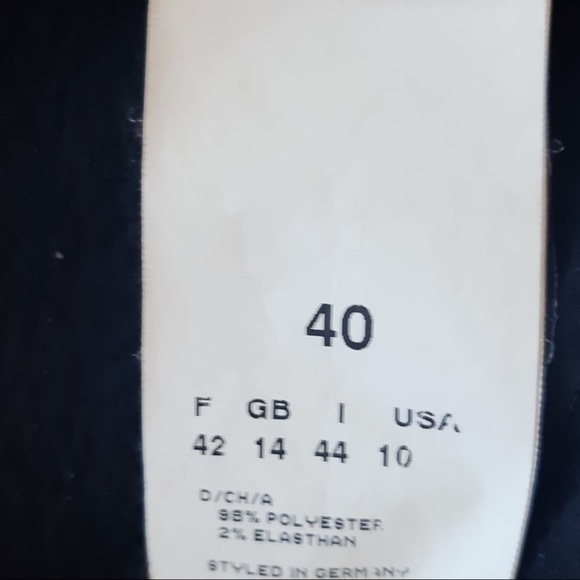 40
F GB I USA
42 14 44 10
D/CH/A
98% POLYESTER
2% ELASTHAN
STYLED IN GERMANY